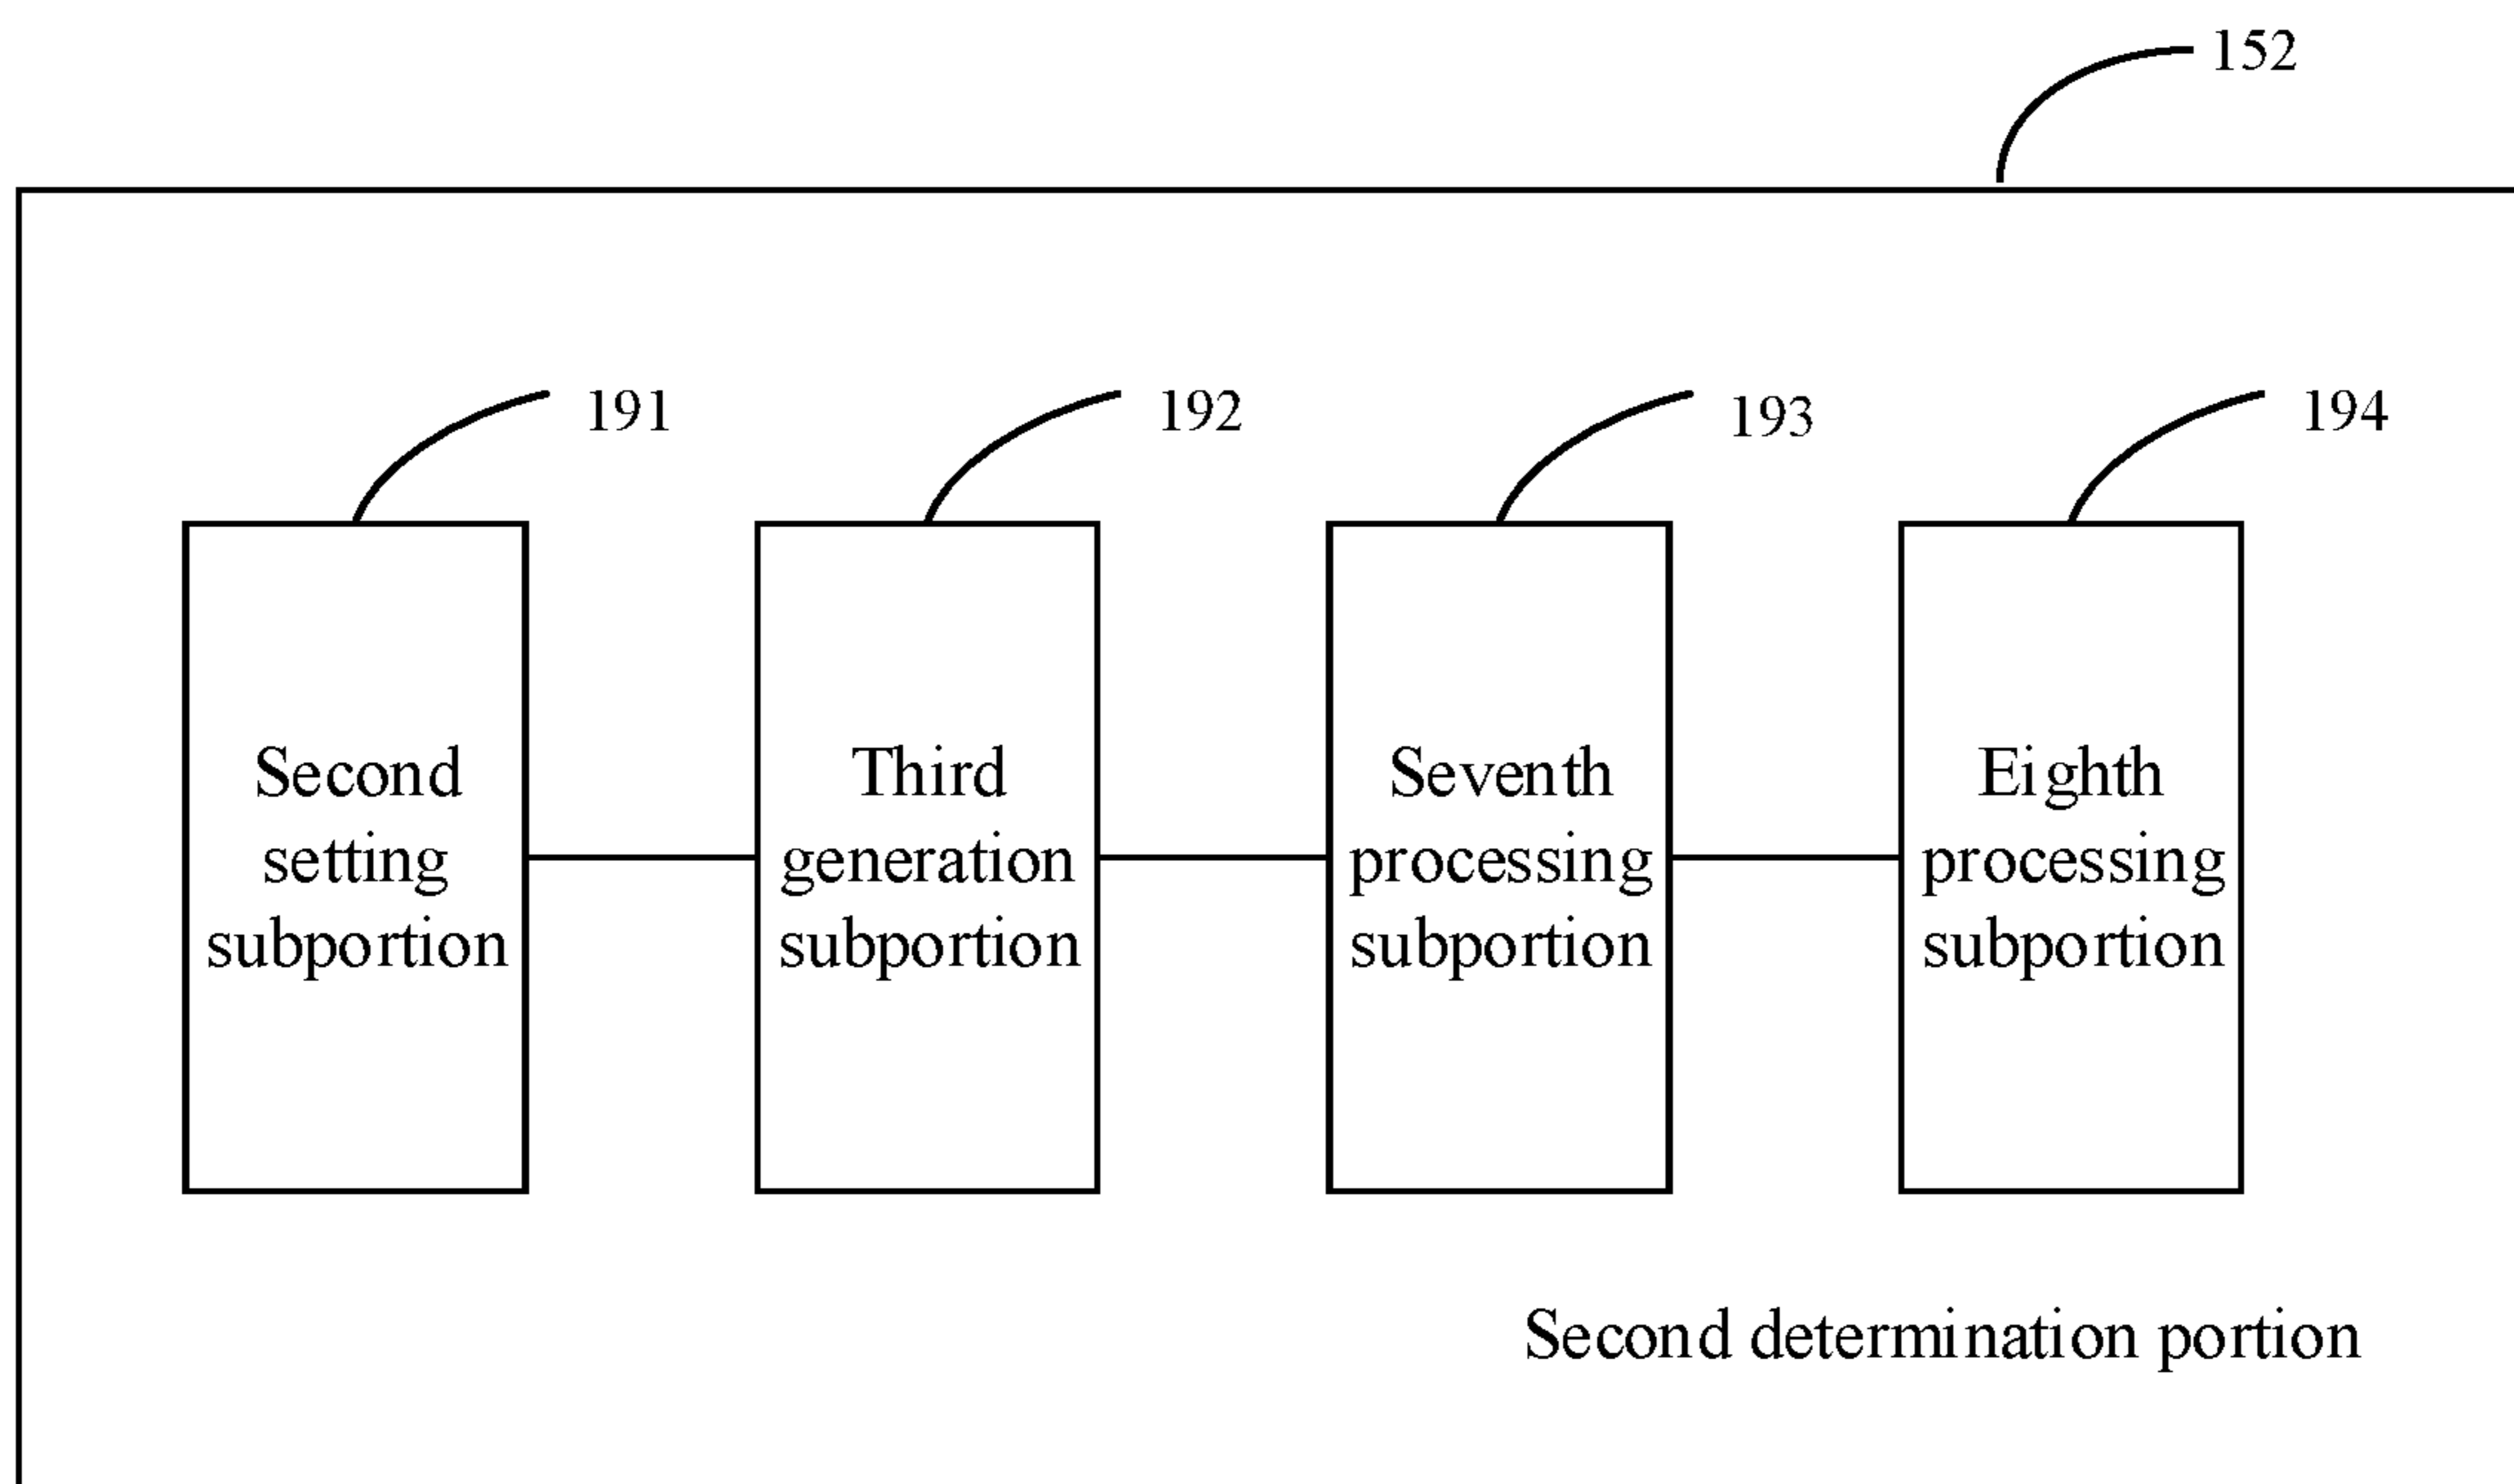 152
191
192
193
194
Second
setting
subportion
Third
generation
subportion
Seventh
processing
subportion
Eighth
processing
subportion
Second determination portion